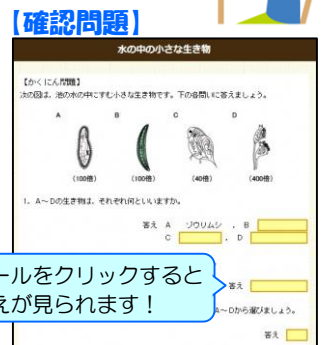 【確認問題】
水の中の小さな生き物
【かくにん問題】
次の図は、池の水の中にすむ小さな生き物です。下の各問いに答えましょう。
A B C D
(100倍) (100倍) (40倍) (400倍)
1. A~Dの生き物は、それぞれ何といいますか。
答え A ゾウリムシ , B
C , D
ールをクリックすると
えが見られます!
答え
A~Dから選びましょう。
答え